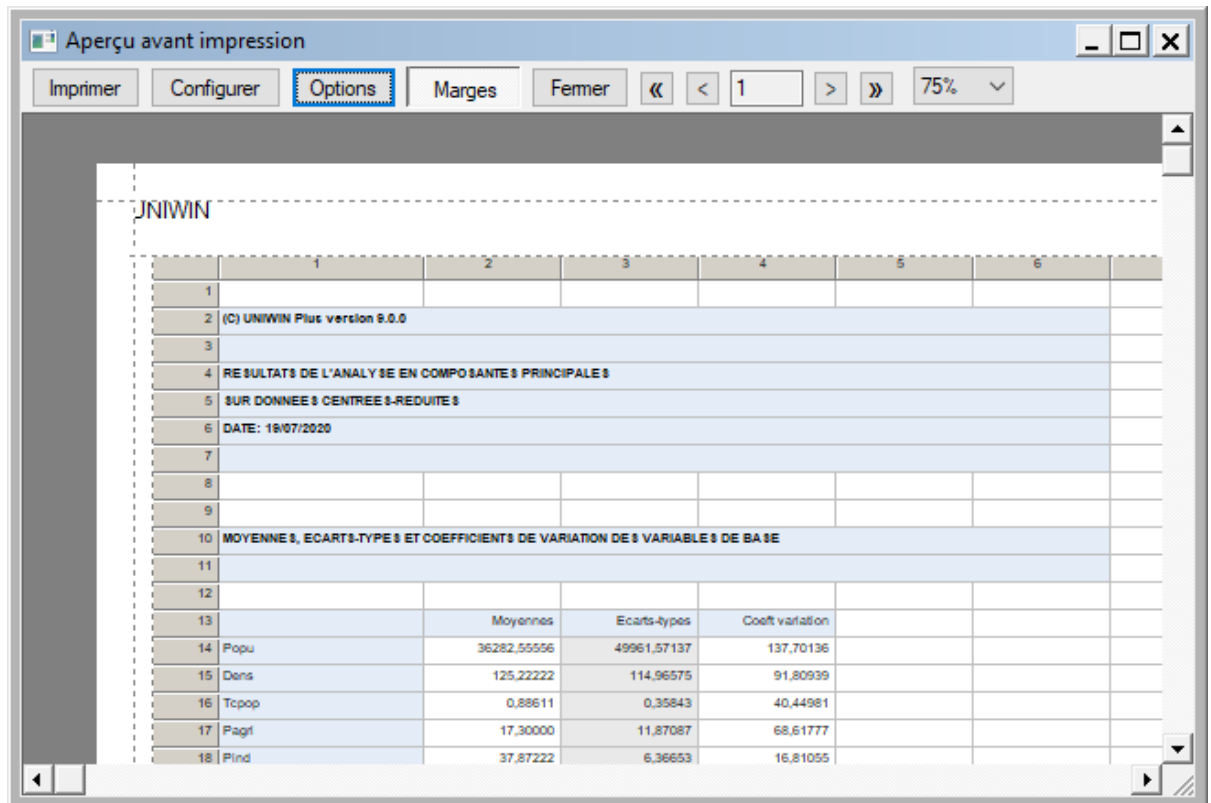 Aperçu avant impression
Imprimer Configurer Options Marges Fermer « < 1 > » 75%
UNIWIN
1 2 3 4 5 6
1
2 (C) UNIWIN Plus version 9.0.0
3
4 RESULTATS DE L'ANALYSE EN COMPOSANTES PRINCIPALES
5 SUR DONNEES CENTREES-REDUITES
6 DATE: 19/07/2020
7
8
9
10 MOYENNES, ECARTS-TYPES ET COEFFICIENTS DE VARIATION DES VARIABLES DE BASE
11
12
13 Moyennes Ecarts-types Coeft variation
14 Popu 36282,55556 49961,57137 137,70136
15 Dens 125,22222 114,96575 91,80939
16 Tcpop 0,88611 0,35843 40,44981
17 Pagri 17,30000 11,87087 68,61777
18 Pind 37,87222 6,36653 16,81055